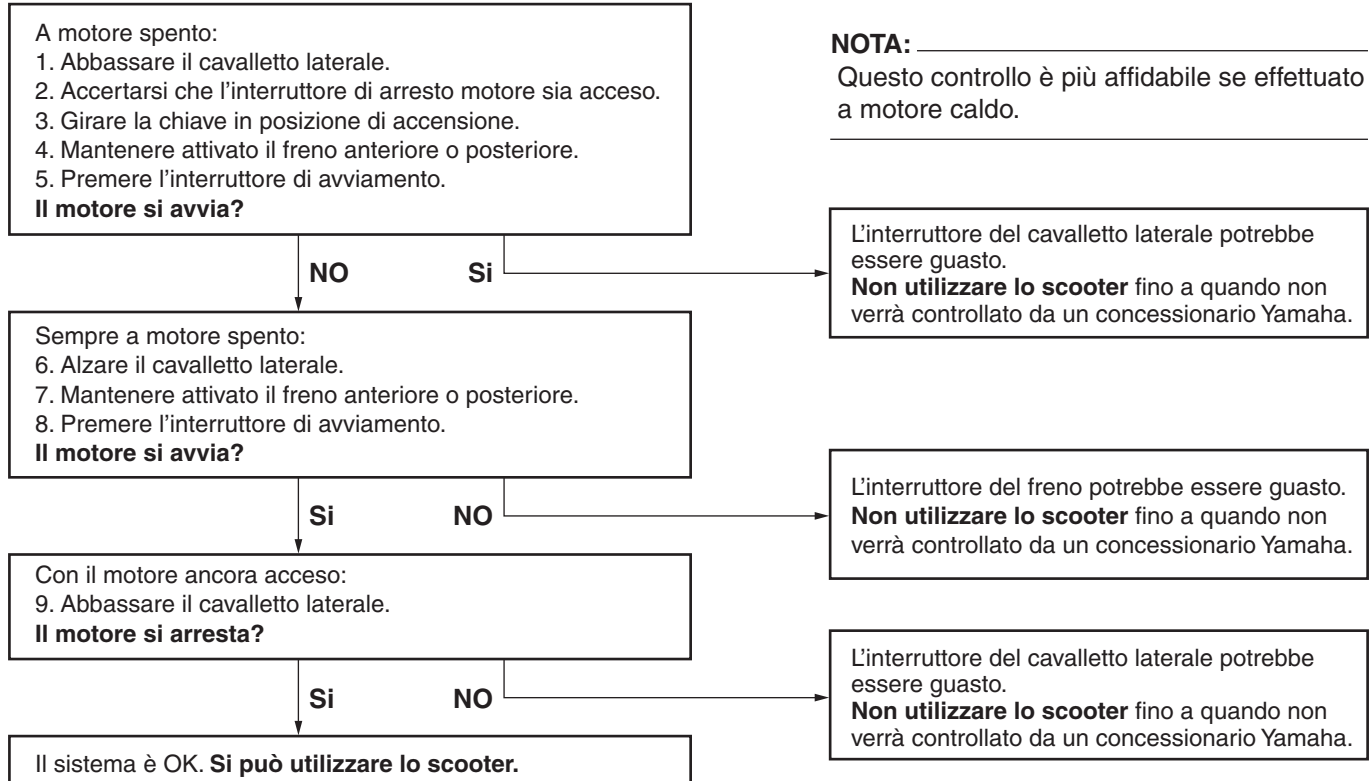 A motore spento:
1. Abbassare il cavalletto laterale.
2. Accertarsi che l'interruttore di arresto motore sia acceso.
3. Girare la chiave in posizione di accensione.
4. Mantenere attivato il freno anteriore o posteriore.
5. Premere l'interruttore di avviamento.
Il motore si avvia?
NOTA:
Questo controllo è più affidabile se effettuato
a motore caldo.
NO Si
L'interruttore del cavalletto laterale potrebbe
essere guasto.
Non utilizzare lo scooter fino a quando non
verrà controllato da un concessionario Yamaha.
Sempre a motore spento:
6. Alzare il cavalletto laterale.
7. Mantenere attivato il freno anteriore o posteriore.
8. Premere l'interruttore di avviamento.
Il motore si avvia?
Si NO
L'interruttore del freno potrebbe essere guasto.
Non utilizzare lo scooter fino a quando non
verrà controllato da un concessionario Yamaha.
Con il motore ancora acceso:
9. Abbassare il cavalletto laterale.
Il motore si arresta?
Si NO
L'interruttore del cavalletto laterale potrebbe
essere guasto.
Non utilizzare lo scooter fino a quando non
verrà controllato da un concessionario Yamaha.
Il sistema è OK. Si può utilizzare lo scooter.